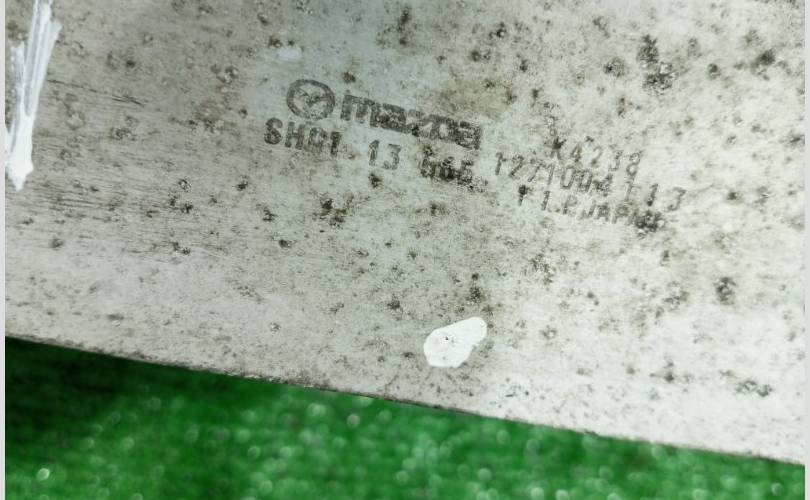 mazda
K4238
SH01 13 565 1271004 T13
F1.P.JAPAN